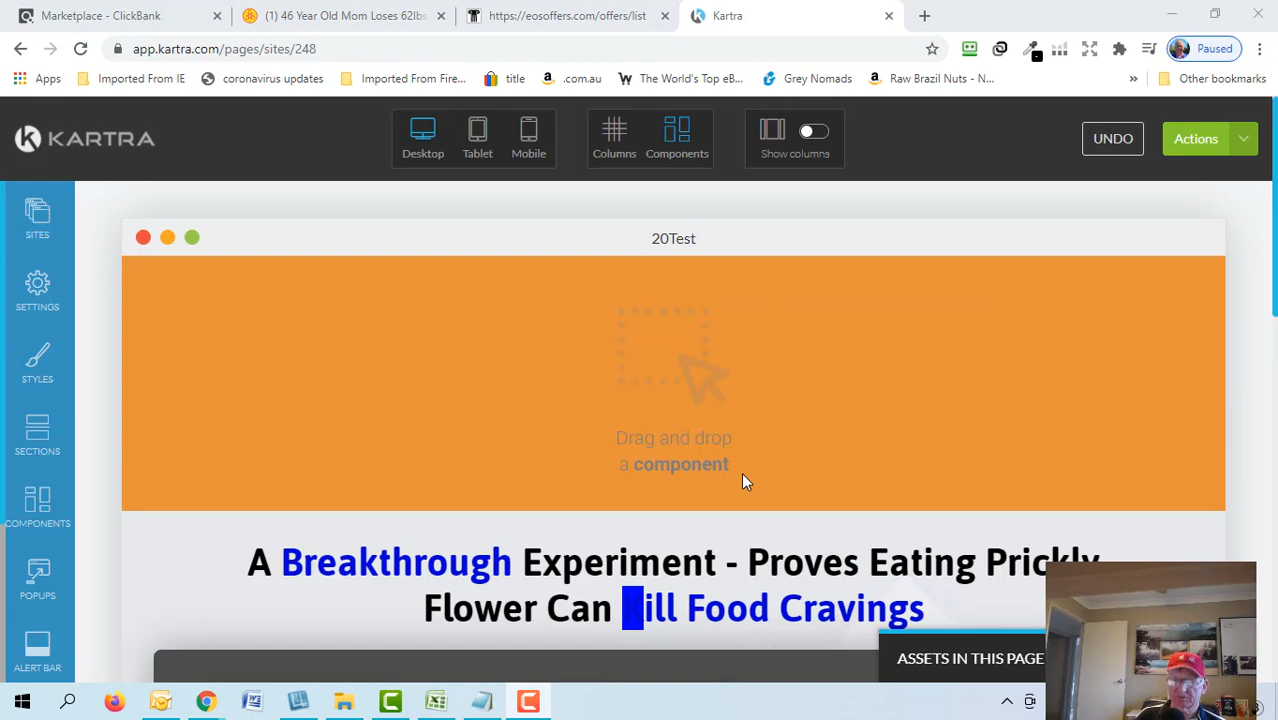 Marketplace - ClickBank
(1) 46 Year Old Mom Loses 62lbs
https://eosoffers.com/offers/list
Kartra
app.kartra.com/pages/sites/248
Paused
Apps
Imported From IE
coronavirus updates
Imported From Fire...
title
.com.au
The World's Top eB...
Grey Nomads
Raw Brazil Nuts - N...
»
Other bookmarks
KARTRA
Desktop
Tablet
Mobile
Columns
Components
Show columns
UNDO
Actions
SITES
SETTINGS
STYLES
SECTIONS
COMPONENTS
POPUPS
ALERT BAR
20Test
Drag and drop
a component
A Breakthrough Experiment - Proves Eating Prickly
Flower Can Kill Food Cravings
ASSETS IN THIS PAGE